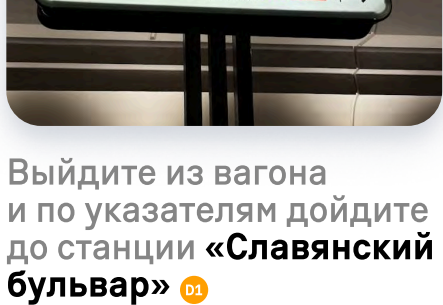 Выйдите из вагона
и по указателям дойдите
до станции «Славянский
бульвар» D1